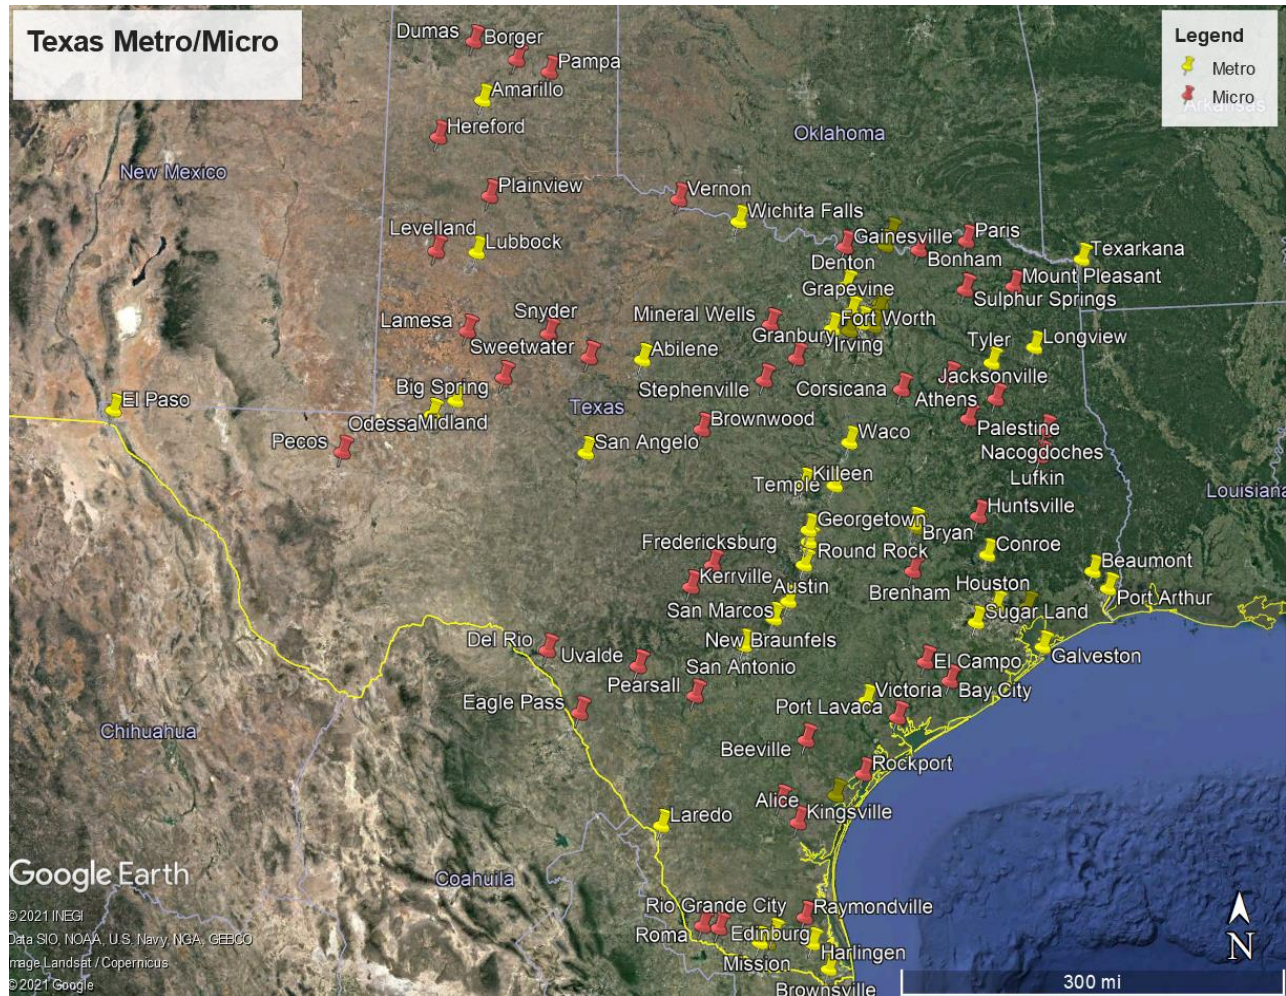 Texas Metro/Micro
Legend
Metro
Micro
Arkansas
Dumas
Borger
Pampa
Amarillo
Hereford
Oklahoma
New Mexico
Plainview
Vernon
Wichita Falls
Levelland
Lubbock
Gainesville
Paris
Bonham
Texarkana
Denton
Mount Pleasant
Grapevine
Sulphur Springs
Snyder
Mineral Wells
Fort Worth
Lamesa
Granbury
Irving
Longview
Sweetwater
Abilene
Tyler
Jacksonville
Big Spring
Stephenville
Corsicana
Athens
El Paso
Texas
Odessa
Midland
Brownwood
Palestine
Pecos
San Angelo
Waco
Nacogdoches
Killeen
Temple
Lufkin
Louisiana
Huntsville
Georgetown
Bryan
Fredericksburg
Round Rock
Conroe
Beaumont
Kerrville
Austin
Brenham
Houston
Port Arthur
San Marcos
Sugar Land
Del Rio
New Braunfels
Uvalde
San Antonio
El Campo
Galveston
Pearsall
Victoria
Bay City
Eagle Pass
Port Lavaca
Chihuahua
Beeville
Rockport
Alice
Kingsville
Laredo
Google Earth
Coahuila
Rio Grande City
Raymondville
Roma
Edinburg
Harlingen
Mission
Brownsville
© 2021 INEGI
Data SIO, NOAA, U.S. Navy, NGA, GEBCO
Image Landsat / Copernicus
© 2021 Google
N
300 mi